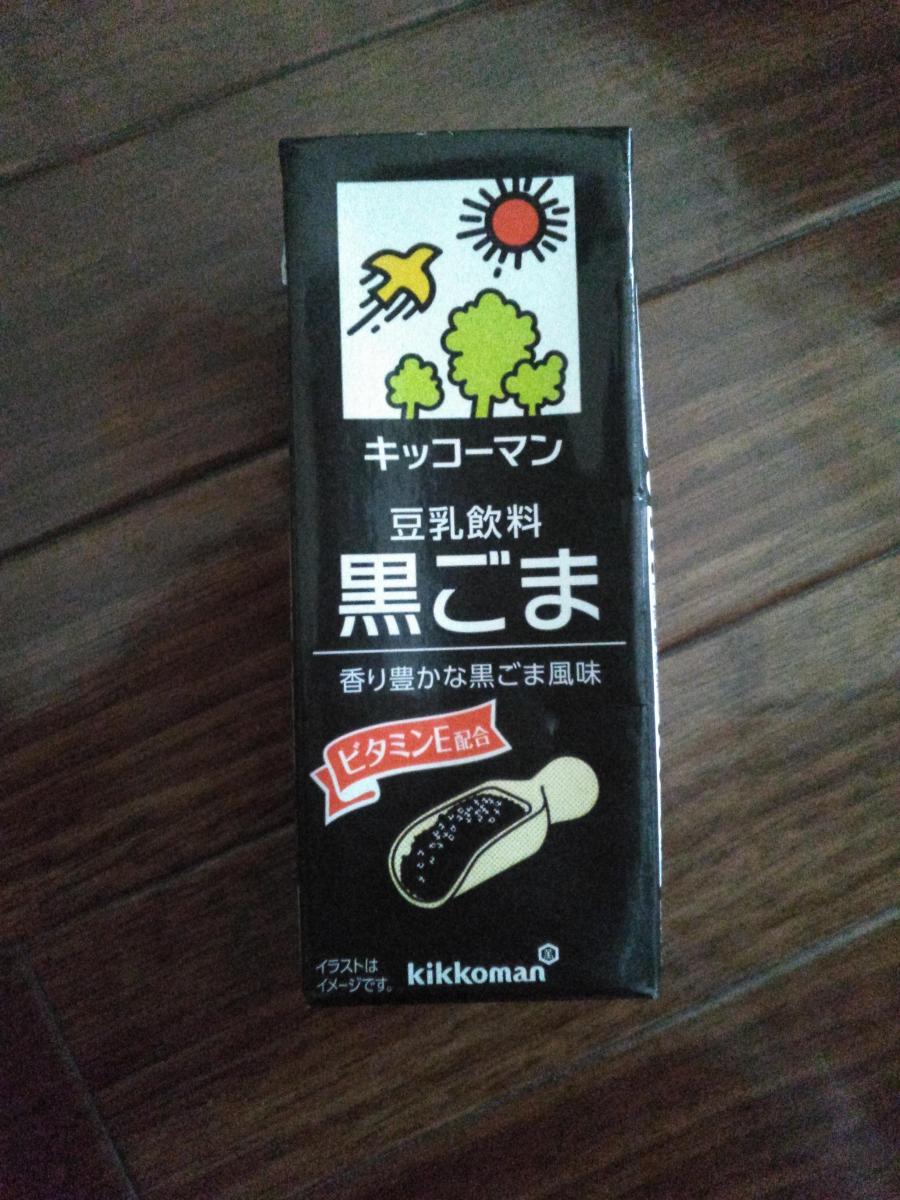 キッコーマン
豆乳飲料
黒ごま
香り豊かな黒ごま風味
ビタミンE配合
イラストは
イメージです。
kikkoman